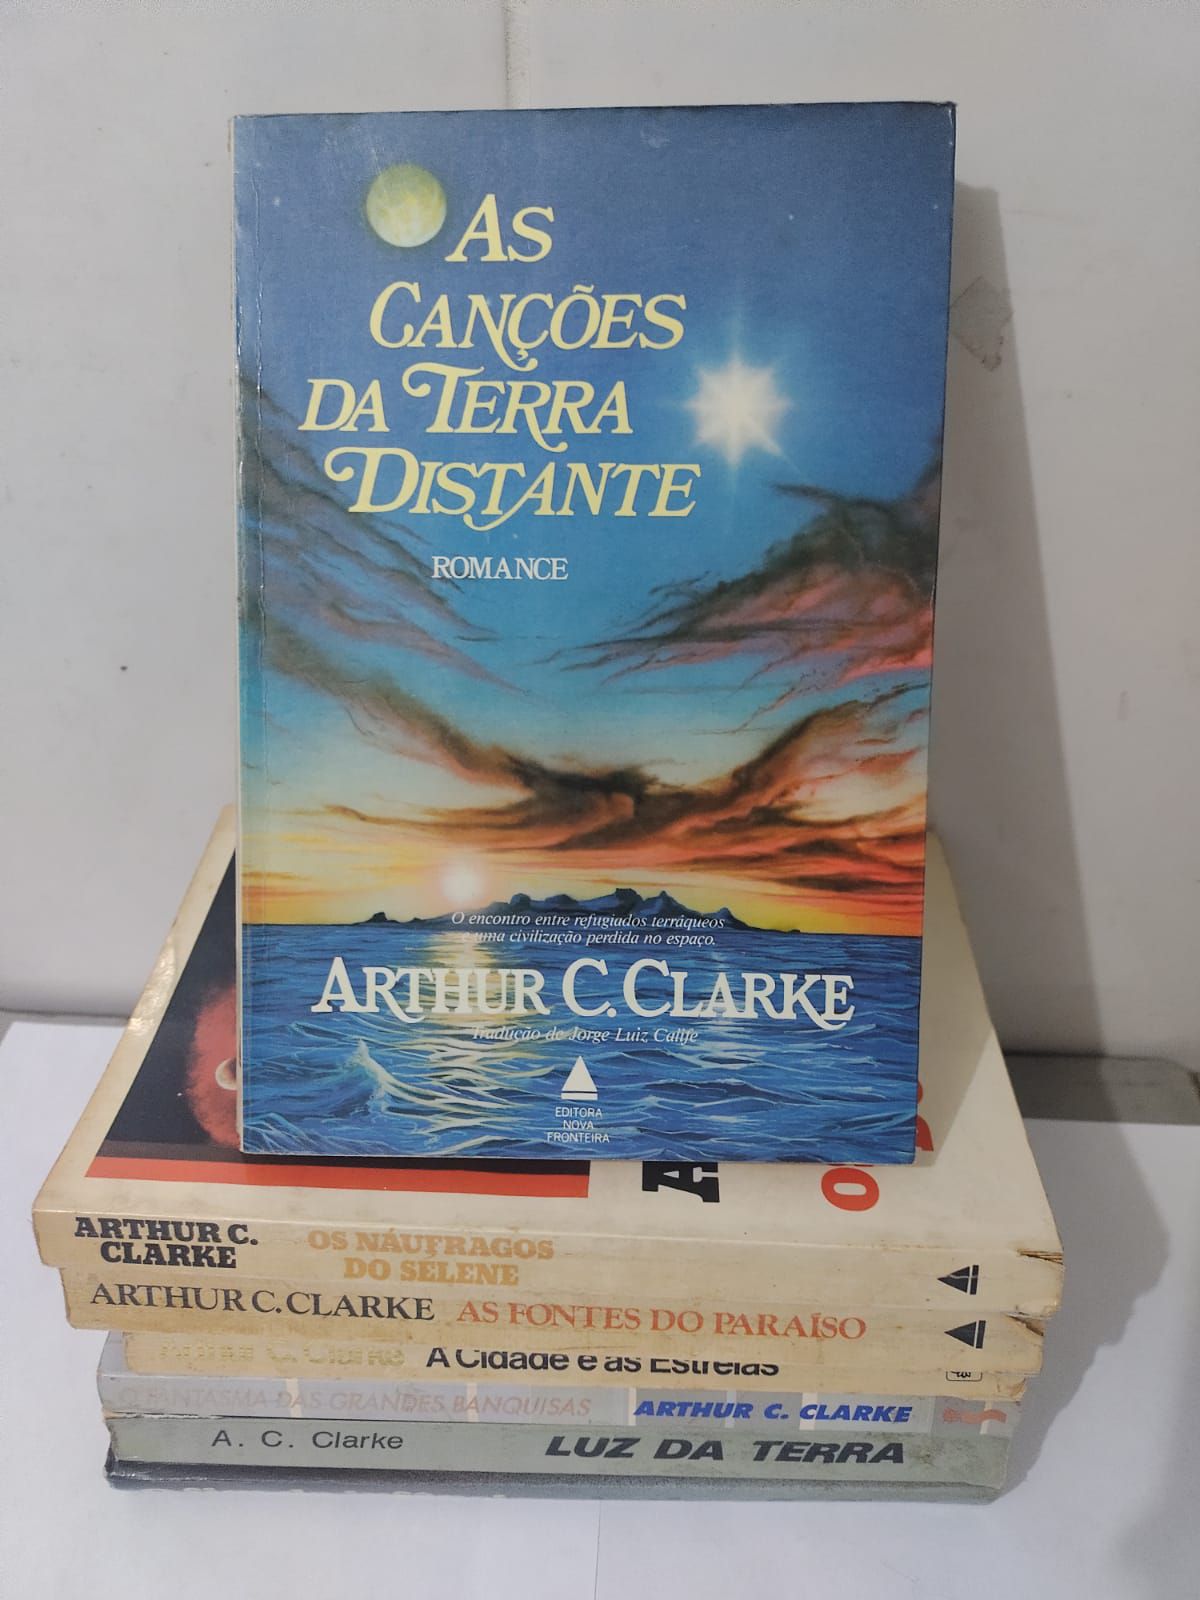 AS
CANÇÕES
DA TERRA
DISTANTE
ROMANCE
O encontro entre refugiados terráqueos
e uma civilização perdida no espaço.
ARTHUR C. CLARKE
Tradução de Jorge Luiz Calife
EDITORA
NOVA
FRONTEIRA
ARTHUR C.
CLARKE
OS NÁUFRAGOS
DO SELENE
ARTHUR C. CLARKE AS FONTES DO PARAÍSO
C. Clarke A Cidade e as Estrelas
O FANTASMA DAS GRANDES BANQUISAS ARTHUR C. CLARKE
A. C. Clarke LUZ DA TERRA